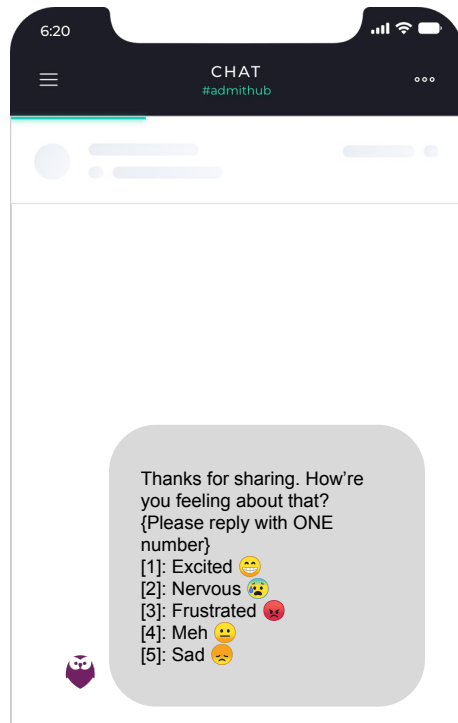 6:20
CHAT
#admithub
Thanks for sharing. How’re
you feeling about that?
{Please reply with ONE
number}
[1]: Excited 😁
[2]: Nervous 😰
[3]: Frustrated 😡
[4]: Meh 😐
[5]: Sad 😞